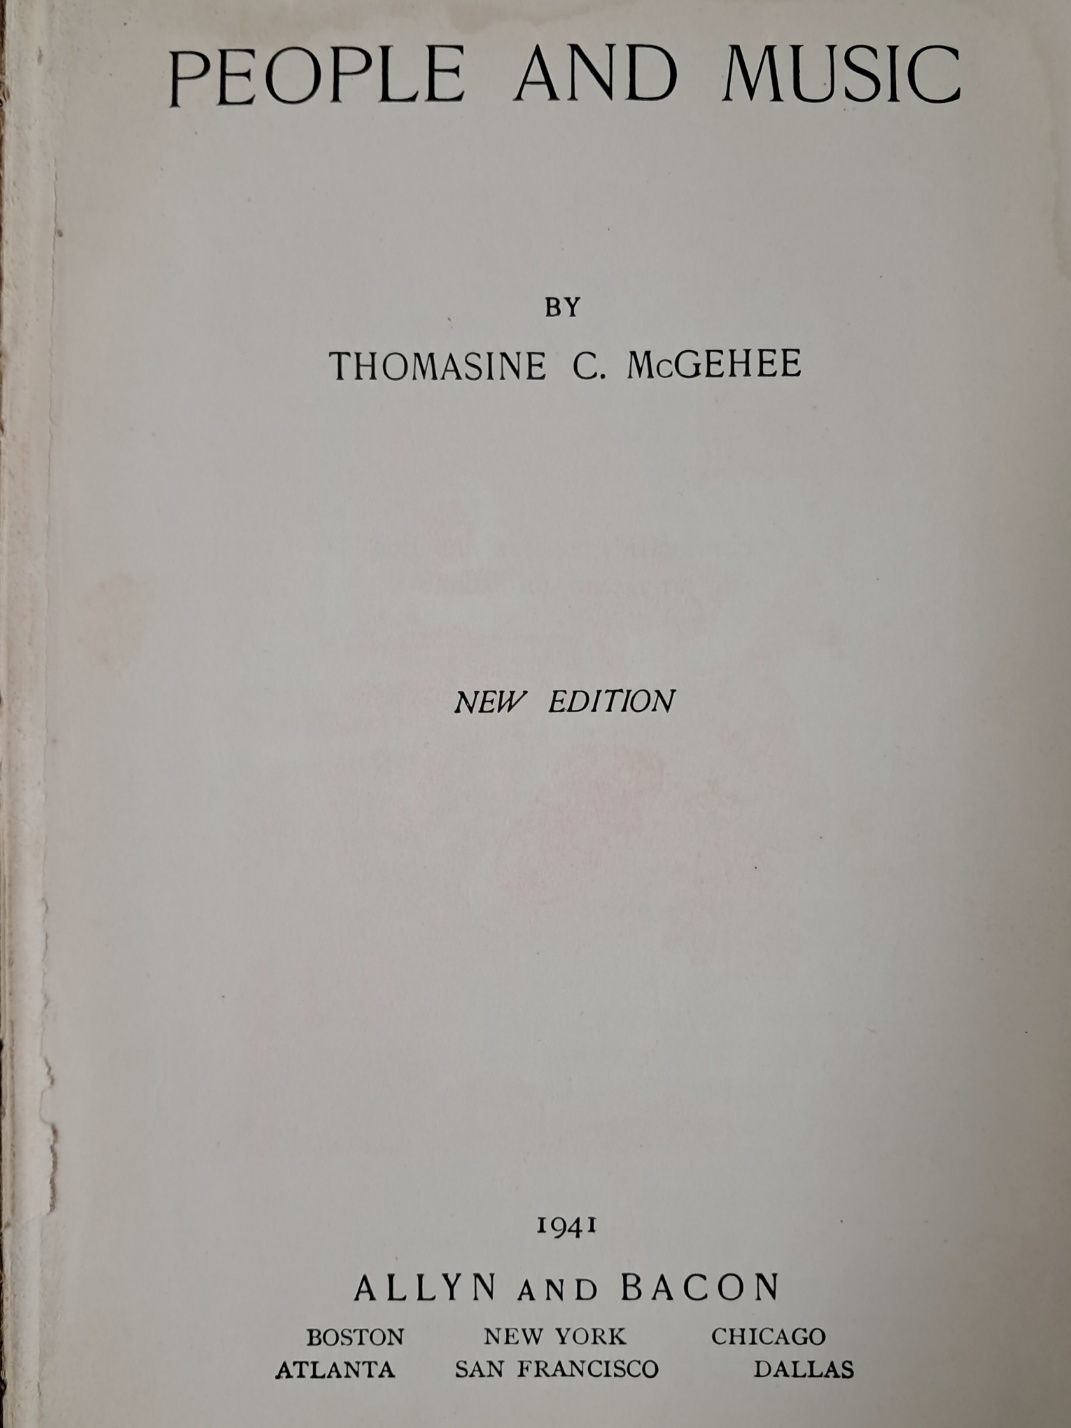 PEOPLE AND MUSIC
BY
THOMASINE C. McGEHEE
NEW EDITION
1941
ALLYN AND BACON
BOSTON NEW YORK CHICAGO
ATLANTA SAN FRANCISCO DALLAS